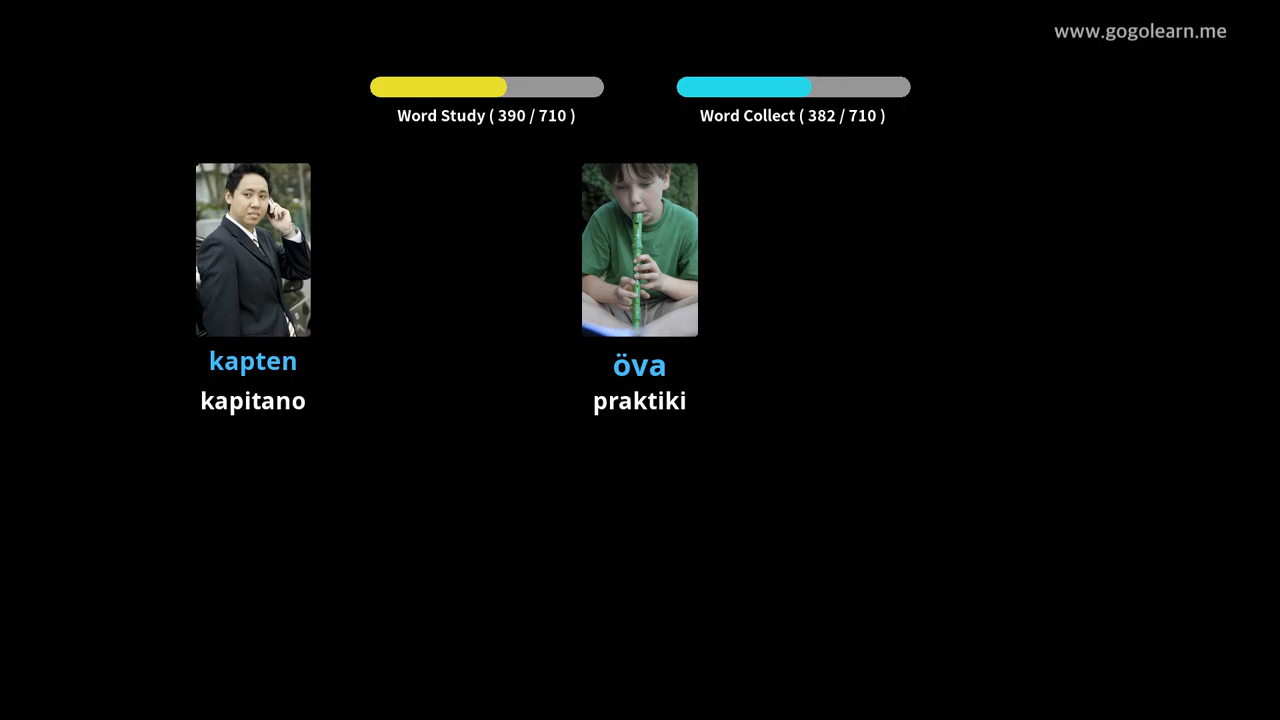 www.gogolearn.me
Word Study ( 390 / 710 )
Word Collect ( 382 / 710 )
kapten
kapitano
öva
praktiki